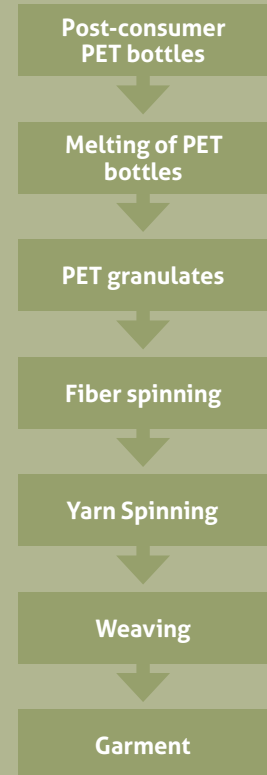 Post-consumer
PET bottles
Melting of PET
bottles
PET granulates
Fiber spinning
Yarn Spinning
Weaving
Garment